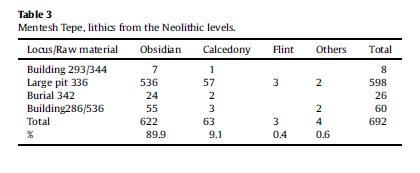 Table 3
Mentesh Tepe, lithics from the Neolithic levels.
Locus/Raw material Obsidian Calcedony Flint Others Total
Building 293/344 7 1 8
Large pit 336 536 57 3 2 598
Burial 342 24 2 26
Building286/536 55 3 2 60
Total 622 63 3 4 692
% 89.9 9.1 0.4 0.6